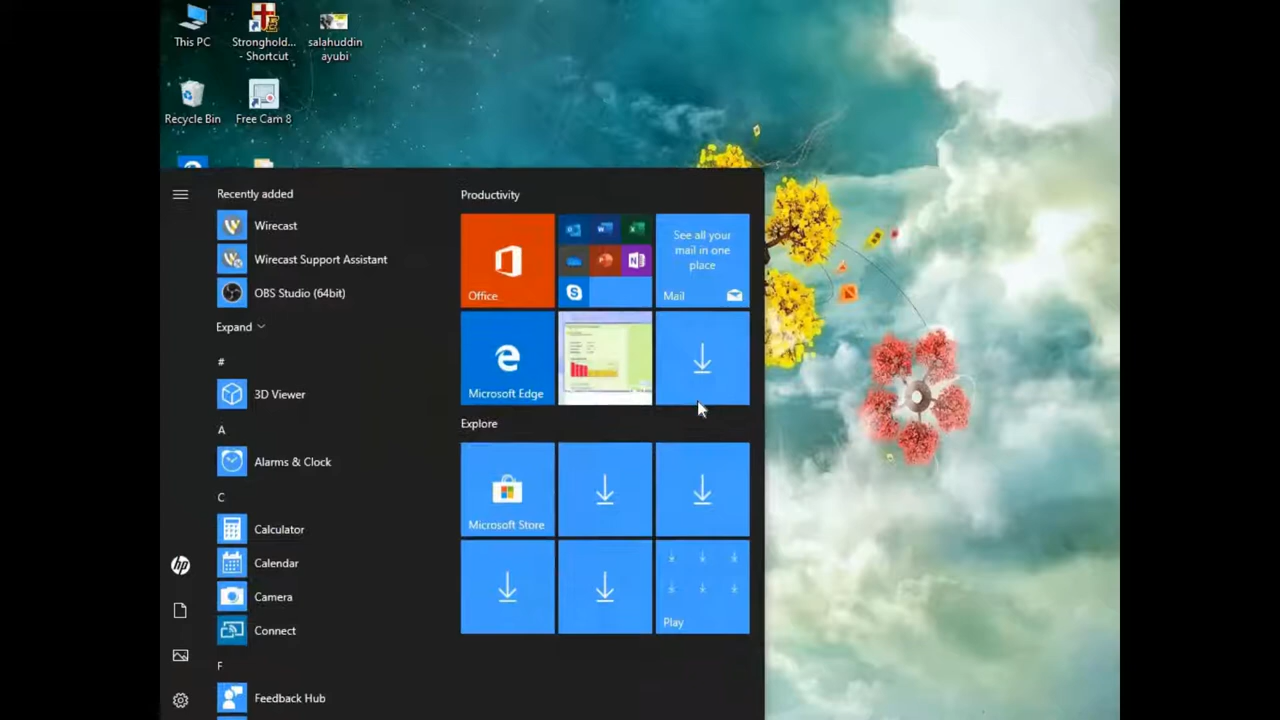 This PC
Stronghold...
- Shortcut
salahuddin
ayubi
Recycle Bin
Free Cam 8
Recently added
Wirecast
Wirecast Support Assistant
OBS Studio (64bit)
Expand
#
3D Viewer
A
Alarms & Clock
C
Calculator
Calendar
Camera
Connect
F
Feedback Hub
Productivity
Office
See all your
mail in one
place
Mail
Microsoft Edge
Explore
Microsoft Store
Play
hp